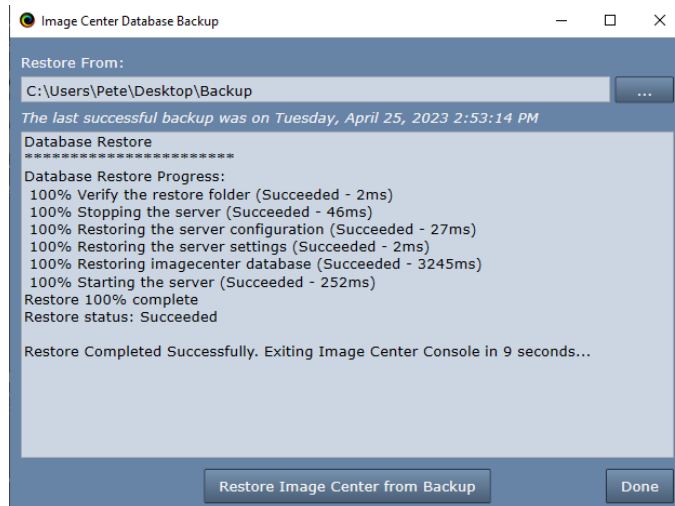 Image Center Database Backup
Restore From:
C:\Users\Pete\Desktop\Backup
...
The last successful backup was on Tuesday, April 25, 2023 2:53:14 PM
Database Restore
***********************
Database Restore Progress:
100% Verify the restore folder (Succeeded - 2ms)
100% Stopping the server (Succeeded - 46ms)
100% Restoring the server configuration (Succeeded - 27ms)
100% Restoring the server settings (Succeeded - 2ms)
100% Restoring imagecenter database (Succeeded - 3245ms)
100% Starting the server (Succeeded - 252ms)
Restore 100% complete
Restore status: Succeeded
Restore Completed Successfully. Exiting Image Center Console in 9 seconds...
Restore Image Center from Backup
Done